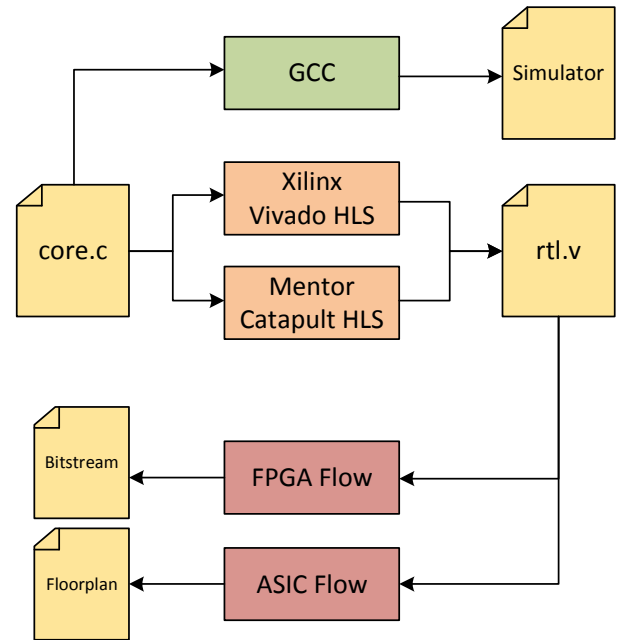 GCC
Simulator
core.c
Xilinx
Vivado HLS
Mentor
Catapult HLS
rtl.v
Bitstream
FPGA Flow
Floorplan
ASIC Flow